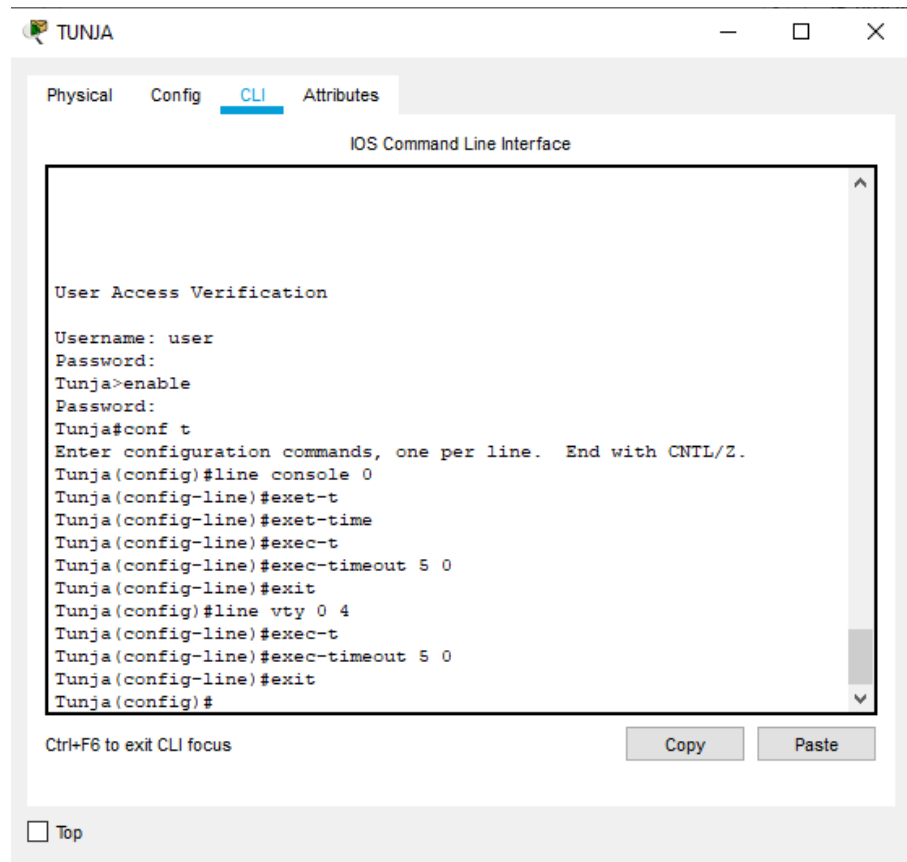 TUNJA
Physical Config CLI Attributes
IOS Command Line Interface
User Access Verification
Username: user
Password:
Tunja>enable
Password:
Tunja#conf t
Enter configuration commands, one per line.  End with CNTL/Z.
Tunja(config)#line console 0
Tunja(config-line)#exet-t
Tunja(config-line)#exet-time
Tunja(config-line)#exec-t
Tunja(config-line)#exec-timeout 5 0
Tunja(config-line)#exit
Tunja(config)#line vty 0 4
Tunja(config-line)#exec-t
Tunja(config-line)#exec-timeout 5 0
Tunja(config-line)#exit
Tunja(config)#
Ctrl+F6 to exit CLI focus Copy Paste
Top